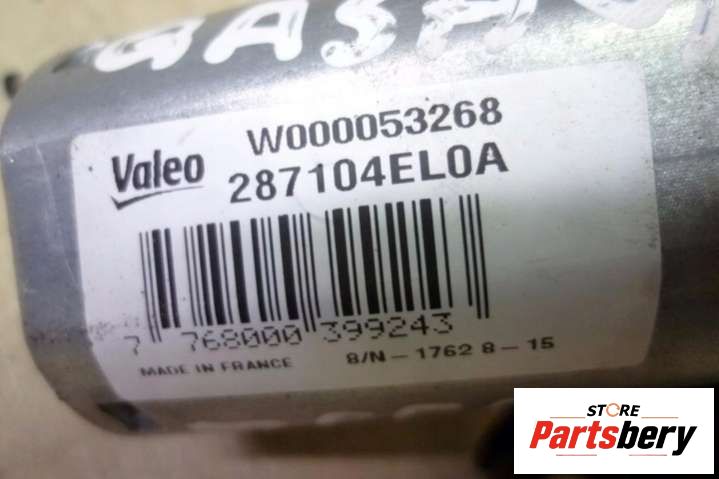 Valeo
W000053268
287104EL0A
7 768000 399243
MADE IN FRANCE
S/N - 1762 8 - 15
STORE
Partsbery